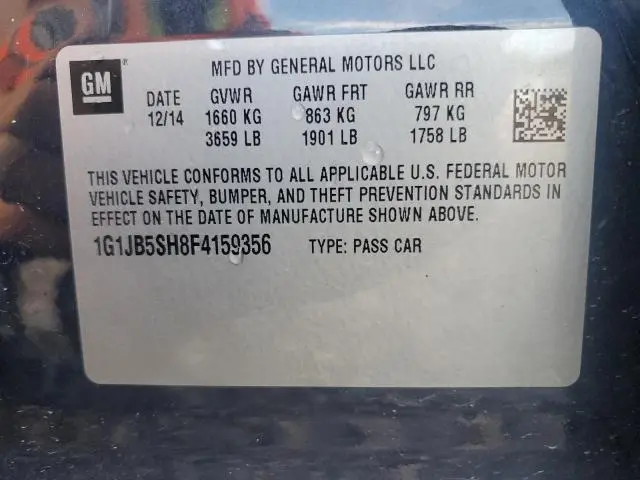 GM®
MFD BY GENERAL MOTORS LLC
DATE GVWR GAWR FRT GAWR RR
12/14 1660 KG 863 KG 797 KG
3659 LB 1901 LB 1758 LB
THIS VEHICLE CONFORMS TO ALL APPLICABLE U.S. FEDERAL MOTOR
VEHICLE SAFETY, BUMPER, AND THEFT PREVENTION STANDARDS IN
EFFECT ON THE DATE OF MANUFACTURE SHOWN ABOVE.
1G1JB5SH8F4159356 TYPE: PASS CAR